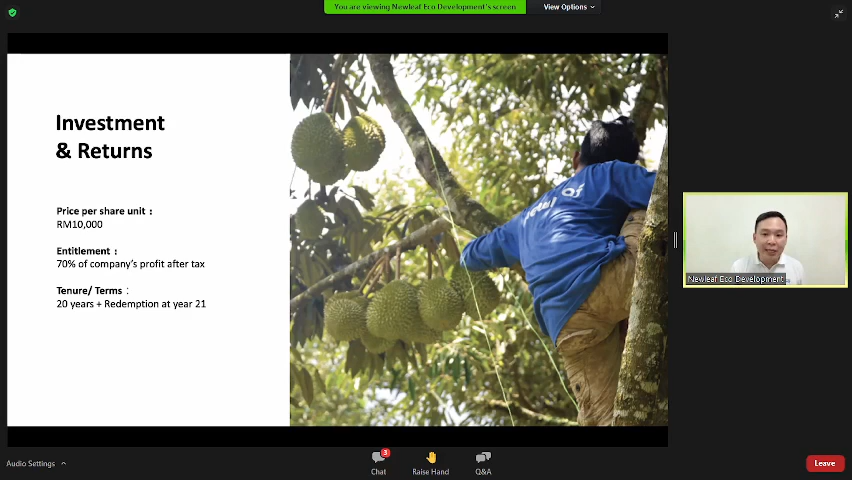 You are viewing Newleaf Eco Development's screen
View Options
Investment
& Returns
Price per share unit :
RM10,000
Entitlement :
70% of company's profit after tax
Tenure/ Terms :
20 years + Redemption at year 21
Newleaf Eco Development
Audio Settings
3
Chat
Raise Hand
Q&A
Leave